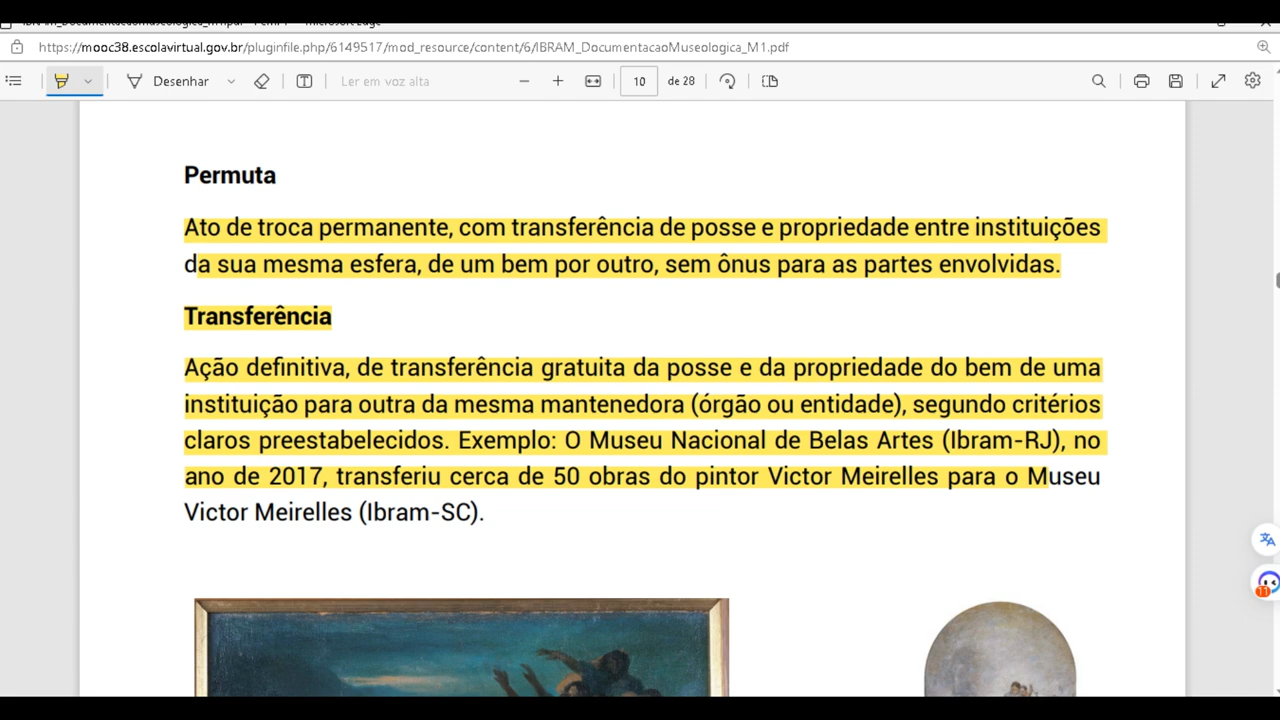 https://mooc38.escolavirtual.gov.br/pluginfile.php/6149517/mod_resource/content/6/IBRAM_DocumentacaoMuseologica_M1.pdf
Desenhar
Ler em voz alta
10 de 28
Permuta
Ato de troca permanente, com transferência de posse e propriedade entre instituições
da sua mesma esfera, de um bem por outro, sem ônus para as partes envolvidas.
Transferência
Ação definitiva, de transferência gratuita da posse e da propriedade do bem de uma
instituição para outra da mesma mantenedora (órgão ou entidade), segundo critérios
claros preestabelecidos. Exemplo: O Museu Nacional de Belas Artes (Ibram-RJ), no
ano de 2017, transferiu cerca de 50 obras do pintor Victor Meirelles para o Museu
Victor Meirelles (Ibram-SC).
11